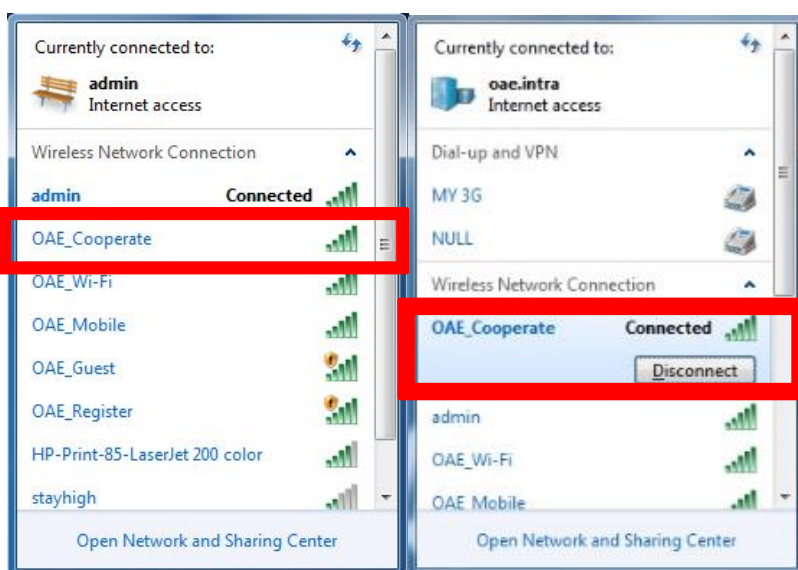 Currently connected to:
admin
Internet access
Wireless Network Connection
admin Connected
OAE_Cooperate
OAE_Wi-Fi
OAE_Mobile
OAE_Guest
OAE_Register
HP-Print-85-LaserJet 200 color
stayhigh
Open Network and Sharing Center
Currently connected to:
oae.intra
Internet access
Dial-up and VPN
MY 3G
NULL
Wireless Network Connection
OAE_Cooperate Connected
Disconnect
admin
OAE_Wi-Fi
OAE Mobile
Open Network and Sharing Center